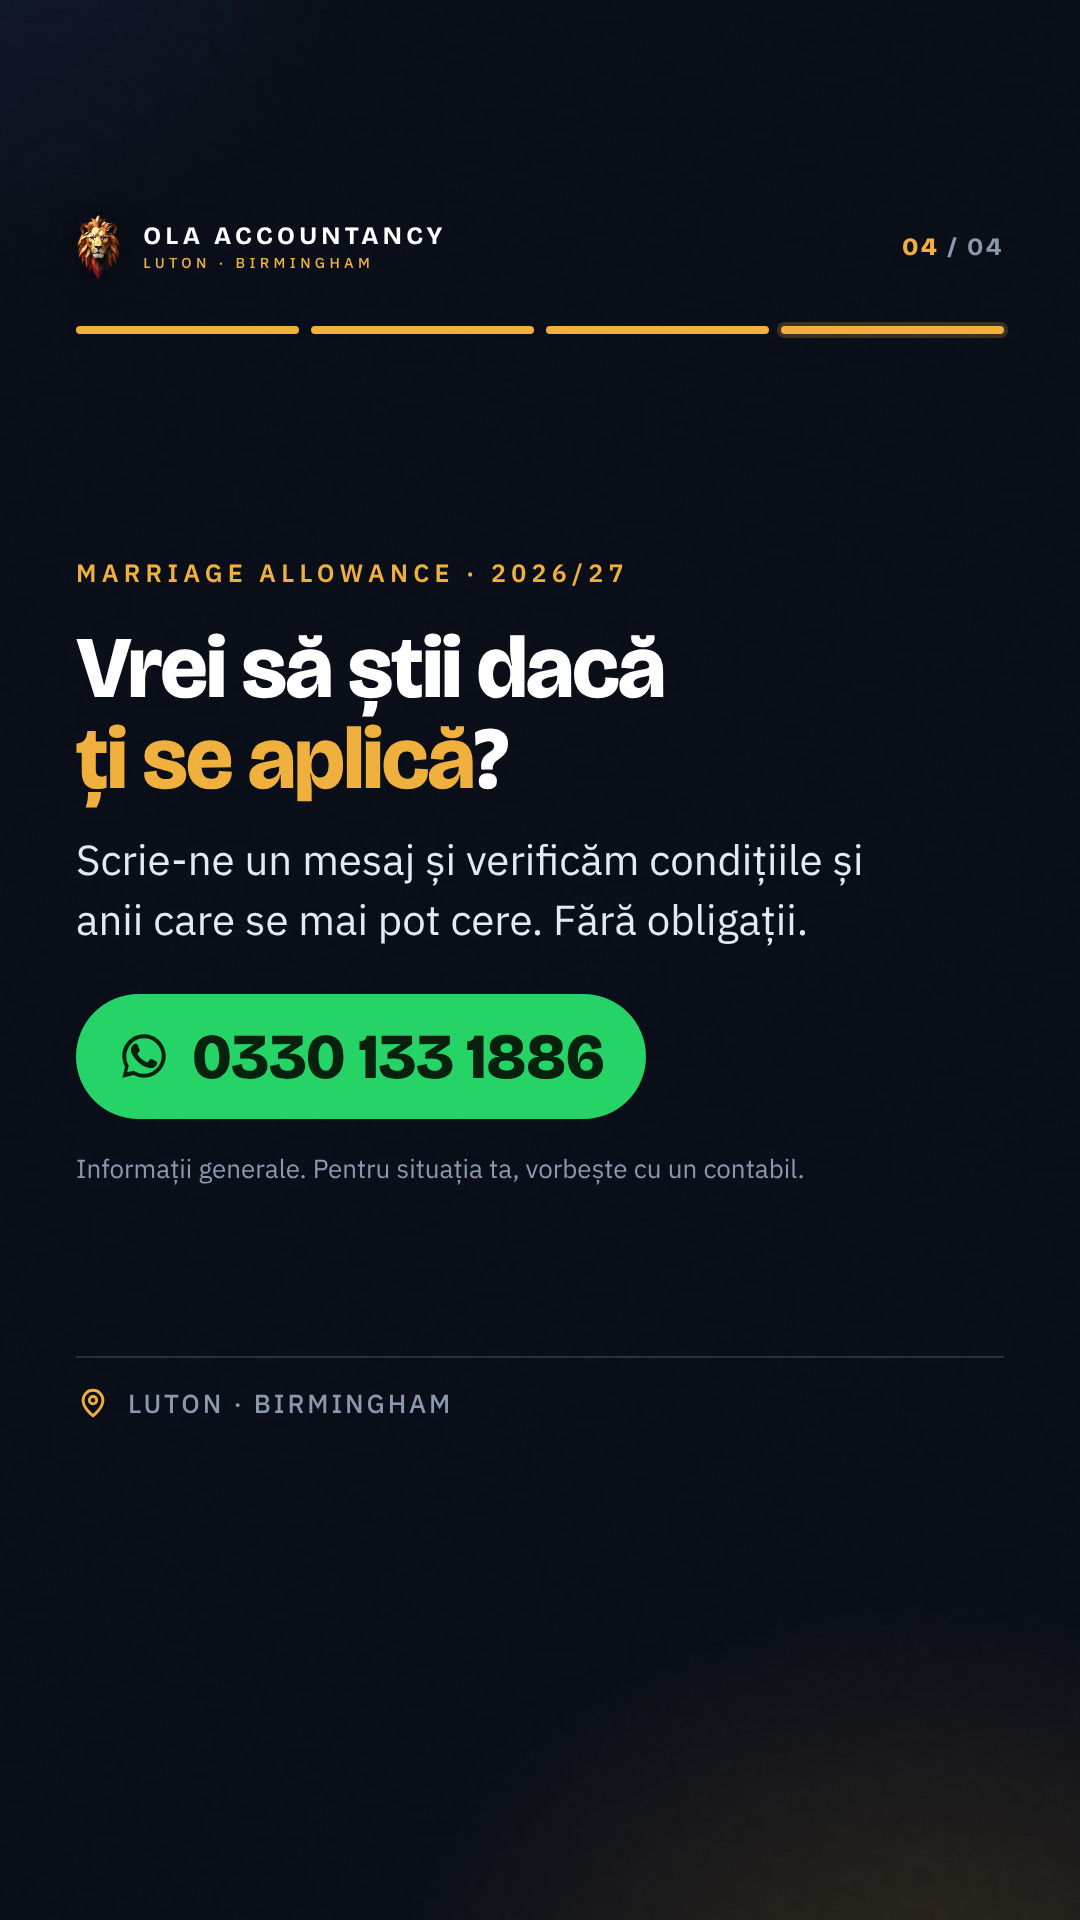 OLA ACCOUNTANCY
LUTON · BIRMINGHAM
04 / 04
MARRIAGE ALLOWANCE · 2026/27
Vrei să știi dacă
ți se aplică?
Scrie-ne un mesaj și verificăm condițiile și
anii care se mai pot cere. Fără obligații.
0330 133 1886
Informații generale. Pentru situația ta, vorbește cu un contabil.
LUTON · BIRMINGHAM